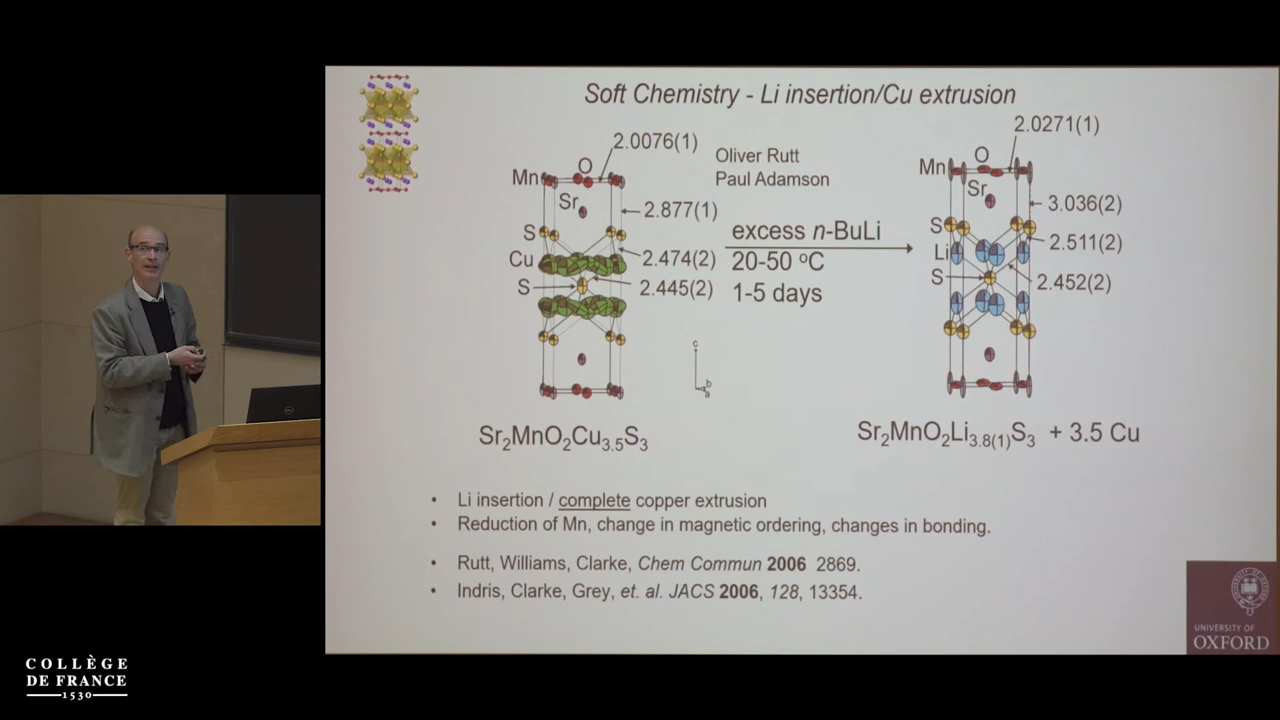 Soft Chemistry - Li insertion/Cu extrusion
2.0076(1)
O
Mn
Sr
2.877(1)
S
Cu
2.474(2)
S
2.445(2)
c
b
a
Sr2MnO2Cu3.5S3
Oliver Rutt
Paul Adamson
excess n-BuLi
20-50 ºC
1-5 days
2.0271(1)
O
Mn
Sr
3.036(2)
S
2.511(2)
Li
S
2.452(2)
Sr2MnO2Li3.8(1)S3 + 3.5 Cu
• Li insertion / complete copper extrusion
• Reduction of Mn, change in magnetic ordering, changes in bonding.
• Rutt, Williams, Clarke, Chem Commun 2006 2869.
• Indris, Clarke, Grey, et. al. JACS 2006, 128, 13354.
UNIVERSITY OF
OXFORD
COLLÈGE
DE FRANCE
1530